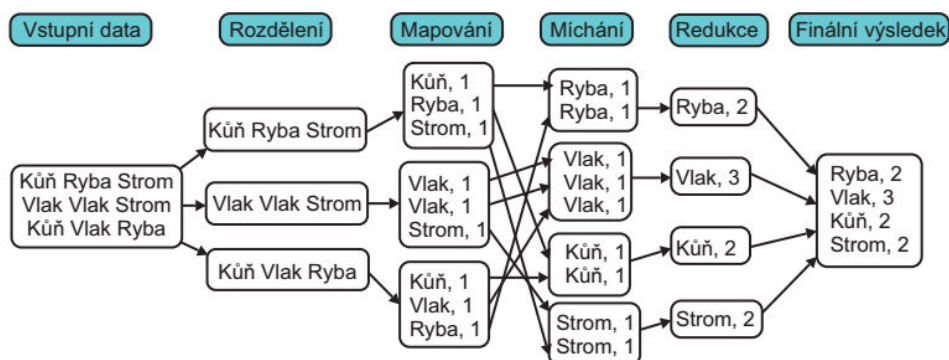 Vstupní data
Rozdělení
Mapování
Míchání
Redukce
Finální výsledek
Kůň Ryba Strom
Vlak Vlak Strom
Kůň Vlak Ryba
Kůň Ryba Strom
Vlak Vlak Strom
Kůň Vlak Ryba
Kůň, 1
Ryba, 1
Strom, 1
Vlak, 1
Vlak, 1
Strom, 1
Kůň, 1
Vlak, 1
Ryba, 1
Ryba, 1
Ryba, 1
Vlak, 1
Vlak, 1
Vlak, 1
Kůň, 1
Kůň, 1
Strom, 1
Strom, 1
Ryba, 2
Vlak, 3
Kůň, 2
Strom, 2
Ryba, 2
Vlak, 3
Kůň, 2
Strom, 2